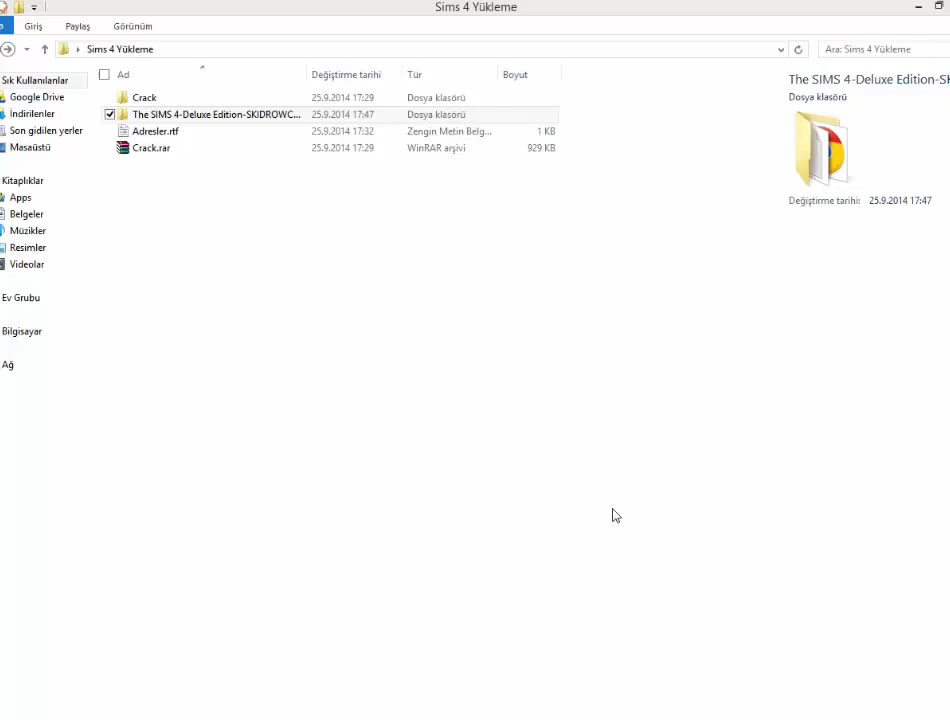 Sims 4 Yükleme
Giriş Paylaş Görünüm
Sims 4 Yükleme
Ara: Sims 4 Yükleme
Sık Kullanılanlar
Google Drive
İndirilenler
Son gidilen yerler
Masaüstü
Kitaplıklar
Apps
Belgeler
Müzikler
Resimler
Videolar
Ev Grubu
Bilgisayar
Ağ
Ad Değiştirme tarihi Tür Boyut
Crack 25.9.2014 17:29 Dosya klasörü
The SIMS 4-Deluxe Edition-SKIDROWC... 25.9.2014 17:47 Dosya klasörü
Adresler.rtf 25.9.2014 17:32 Zengin Metin Belg... 1 KB
Crack.rar 25.9.2014 17:29 WinRAR arşivi 929 KB
The SIMS 4-Deluxe Edition-SK
Dosya klasörü
Değiştirme tarihi: 25.9.2014 17:47